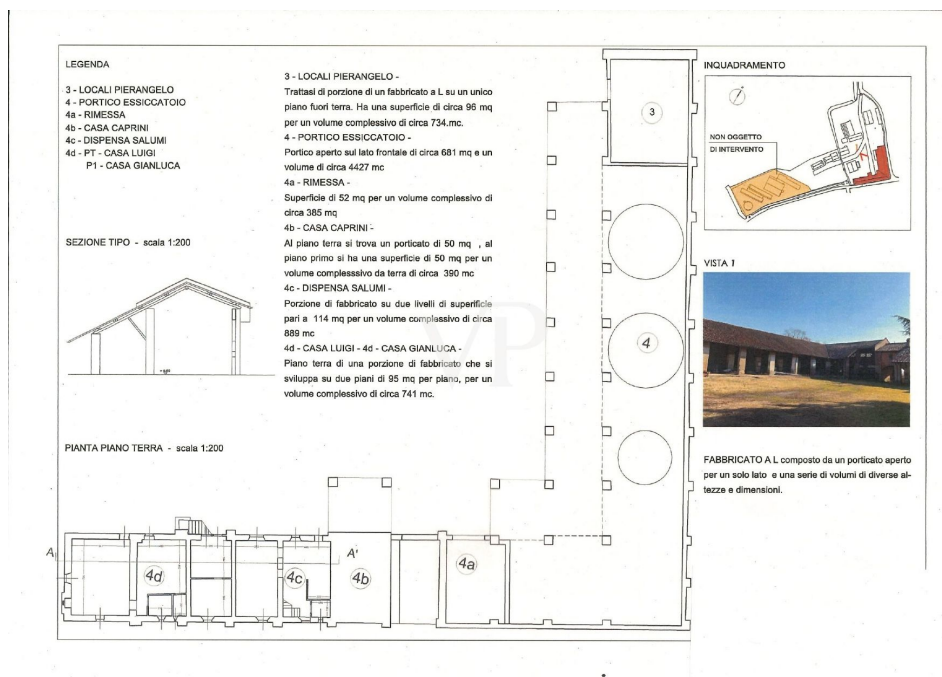 LEGENDA
3 - LOCALI PIERANGELO
4 - PORTICO ESSICCATOIO
4a - RIMESSA
4b - CASA CAPRINI
4c - DISPENSA SALUMI
4d - PT - CASA LUIGI
P1 - CASA GIANLUCA
3 - LOCALI PIERANGELO -
Trattasi di porzione di un fabbricato a L su un unico
piano fuori terra. Ha una superficie di circa 96 mq
per un volume complessivo di circa 734.mc.
4 - PORTICO ESSICCATOIO -
Portico aperto sul lato frontale di circa 681 mq e un
volume di circa 4427 mc
4a - RIMESSA -
Superficie di 52 mq per un volume complessivo di
circa 385 mq
4b - CASA CAPRINI -
Al piano terra si trova un porticato di 50 mq , al
piano primo si ha una superficie di 50 mq per un
volume complesssivo da terra di circa 390 mc
4c - DISPENSA SALUMI -
Porzione di fabbricato su due livelli di superificie
pari a 114 mq per un volume complessivo di circa
889 mc
4d - CASA LUIGI - 4d - CASA GIANLUCA -
Piano terra di una porzione di fabbricato che si
sviluppa su due piani di 95 mq per piano, per un
volume complessivo di circa 741 mc.
SEZIONE TIPO - scala 1:200
PIANTA PIANO TERRA - scala 1:200
INQUADRAMENTO
NON OGGETTO
DI INTERVENTO
VISTA 1
FABBRICATO A L composto da un porticato aperto
per un solo lato e una serie di volumi di diverse al-
tezze e dimensioni.
3
4
A
A'
4d
4c
4b
4a
VP